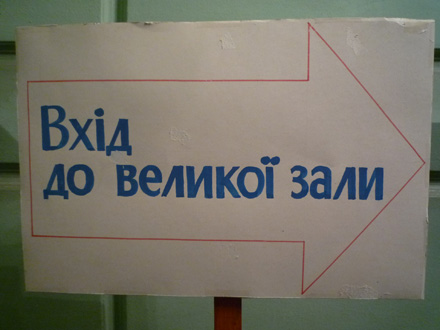 Вхід
до великої зали